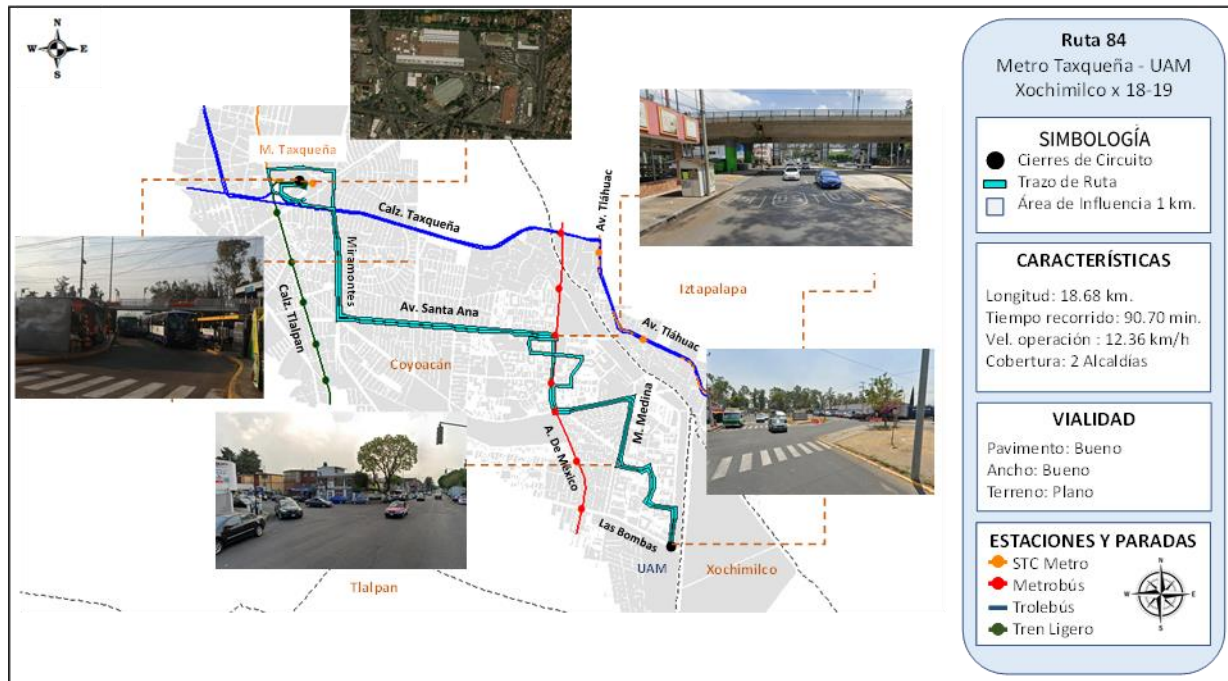 N
W E
S
M. Taxqueña
Calz. Taxqueña
Av. Tláhuac
Miramontes
Iztapalapa
Av. Santa Ana
Av. Tláhuac
Calz. Tlalpan
Coyoacán
M. Medina
A. De México
Las Bombas
UAM
Xochimilco
Tlalpan
Ruta 84
Metro Taxqueña - UAM
Xochimilco x 18-19
SIMBOLOGÍA
Cierres de Circuito
Trazo de Ruta
Área de Influencia 1 km.
CARACTERÍSTICAS
Longitud: 18.68 km.
Tiempo recorrido: 90.70 min.
Vel. operación : 12.36 km/h
Cobertura: 2 Alcaldías
VIALIDAD
Pavimento: Bueno
Ancho: Bueno
Terreno: Plano
ESTACIONES Y PARADAS
STC Metro
Metrobús
Trolebús
Tren Ligero
N
W E
S